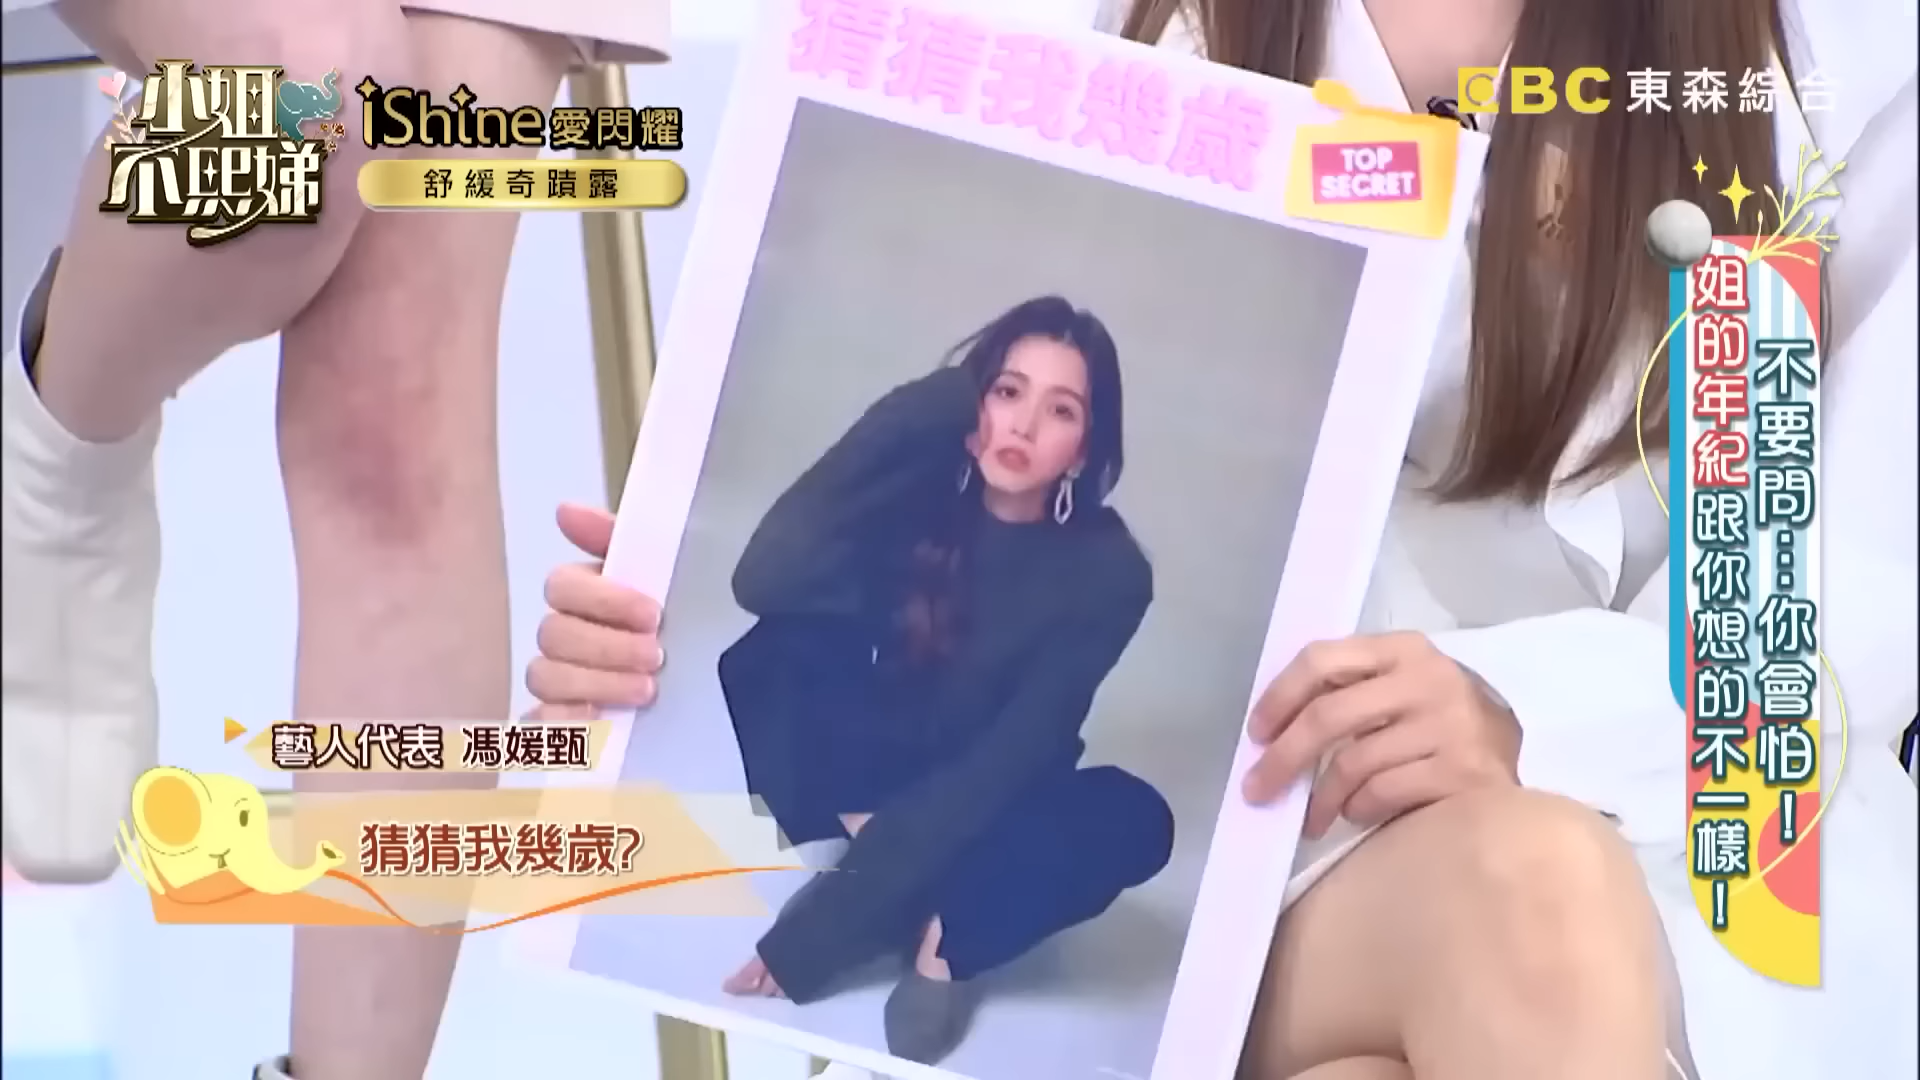 小姐
不熙娣
iShine愛閃耀
舒緩奇蹟露
猜猜我幾歲
TOP
SECRET
EBC 東森綜合
不要問…你會怕！
姐的年紀跟你想的不一樣！
藝人代表 馮媛甄
猜猜我幾歲?